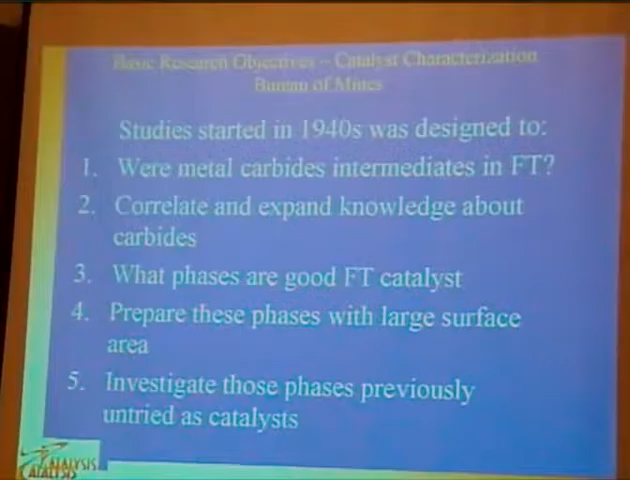 Basic Research Objectives – Catalyst Characterization
Bureau of Mines
Studies started in 1940s was designed to:
1. Were metal carbides intermediates in FT?
2. Correlate and expand knowledge about
carbides
3. What phases are good FT catalyst
4. Prepare these phases with large surface
area
5. Investigate those phases previously
untried as catalysts
CATALYSIS